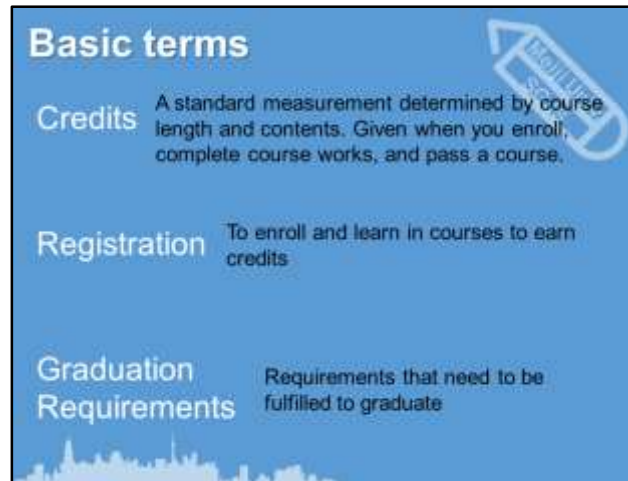 Basic terms
Credits
A standard measurement determined by course
length and contents. Given when you enroll,
complete course works, and pass a course.
Registration
To enroll and learn in courses to earn
credits
Graduation
Requirements
Requirements that need to be
fulfilled to graduate